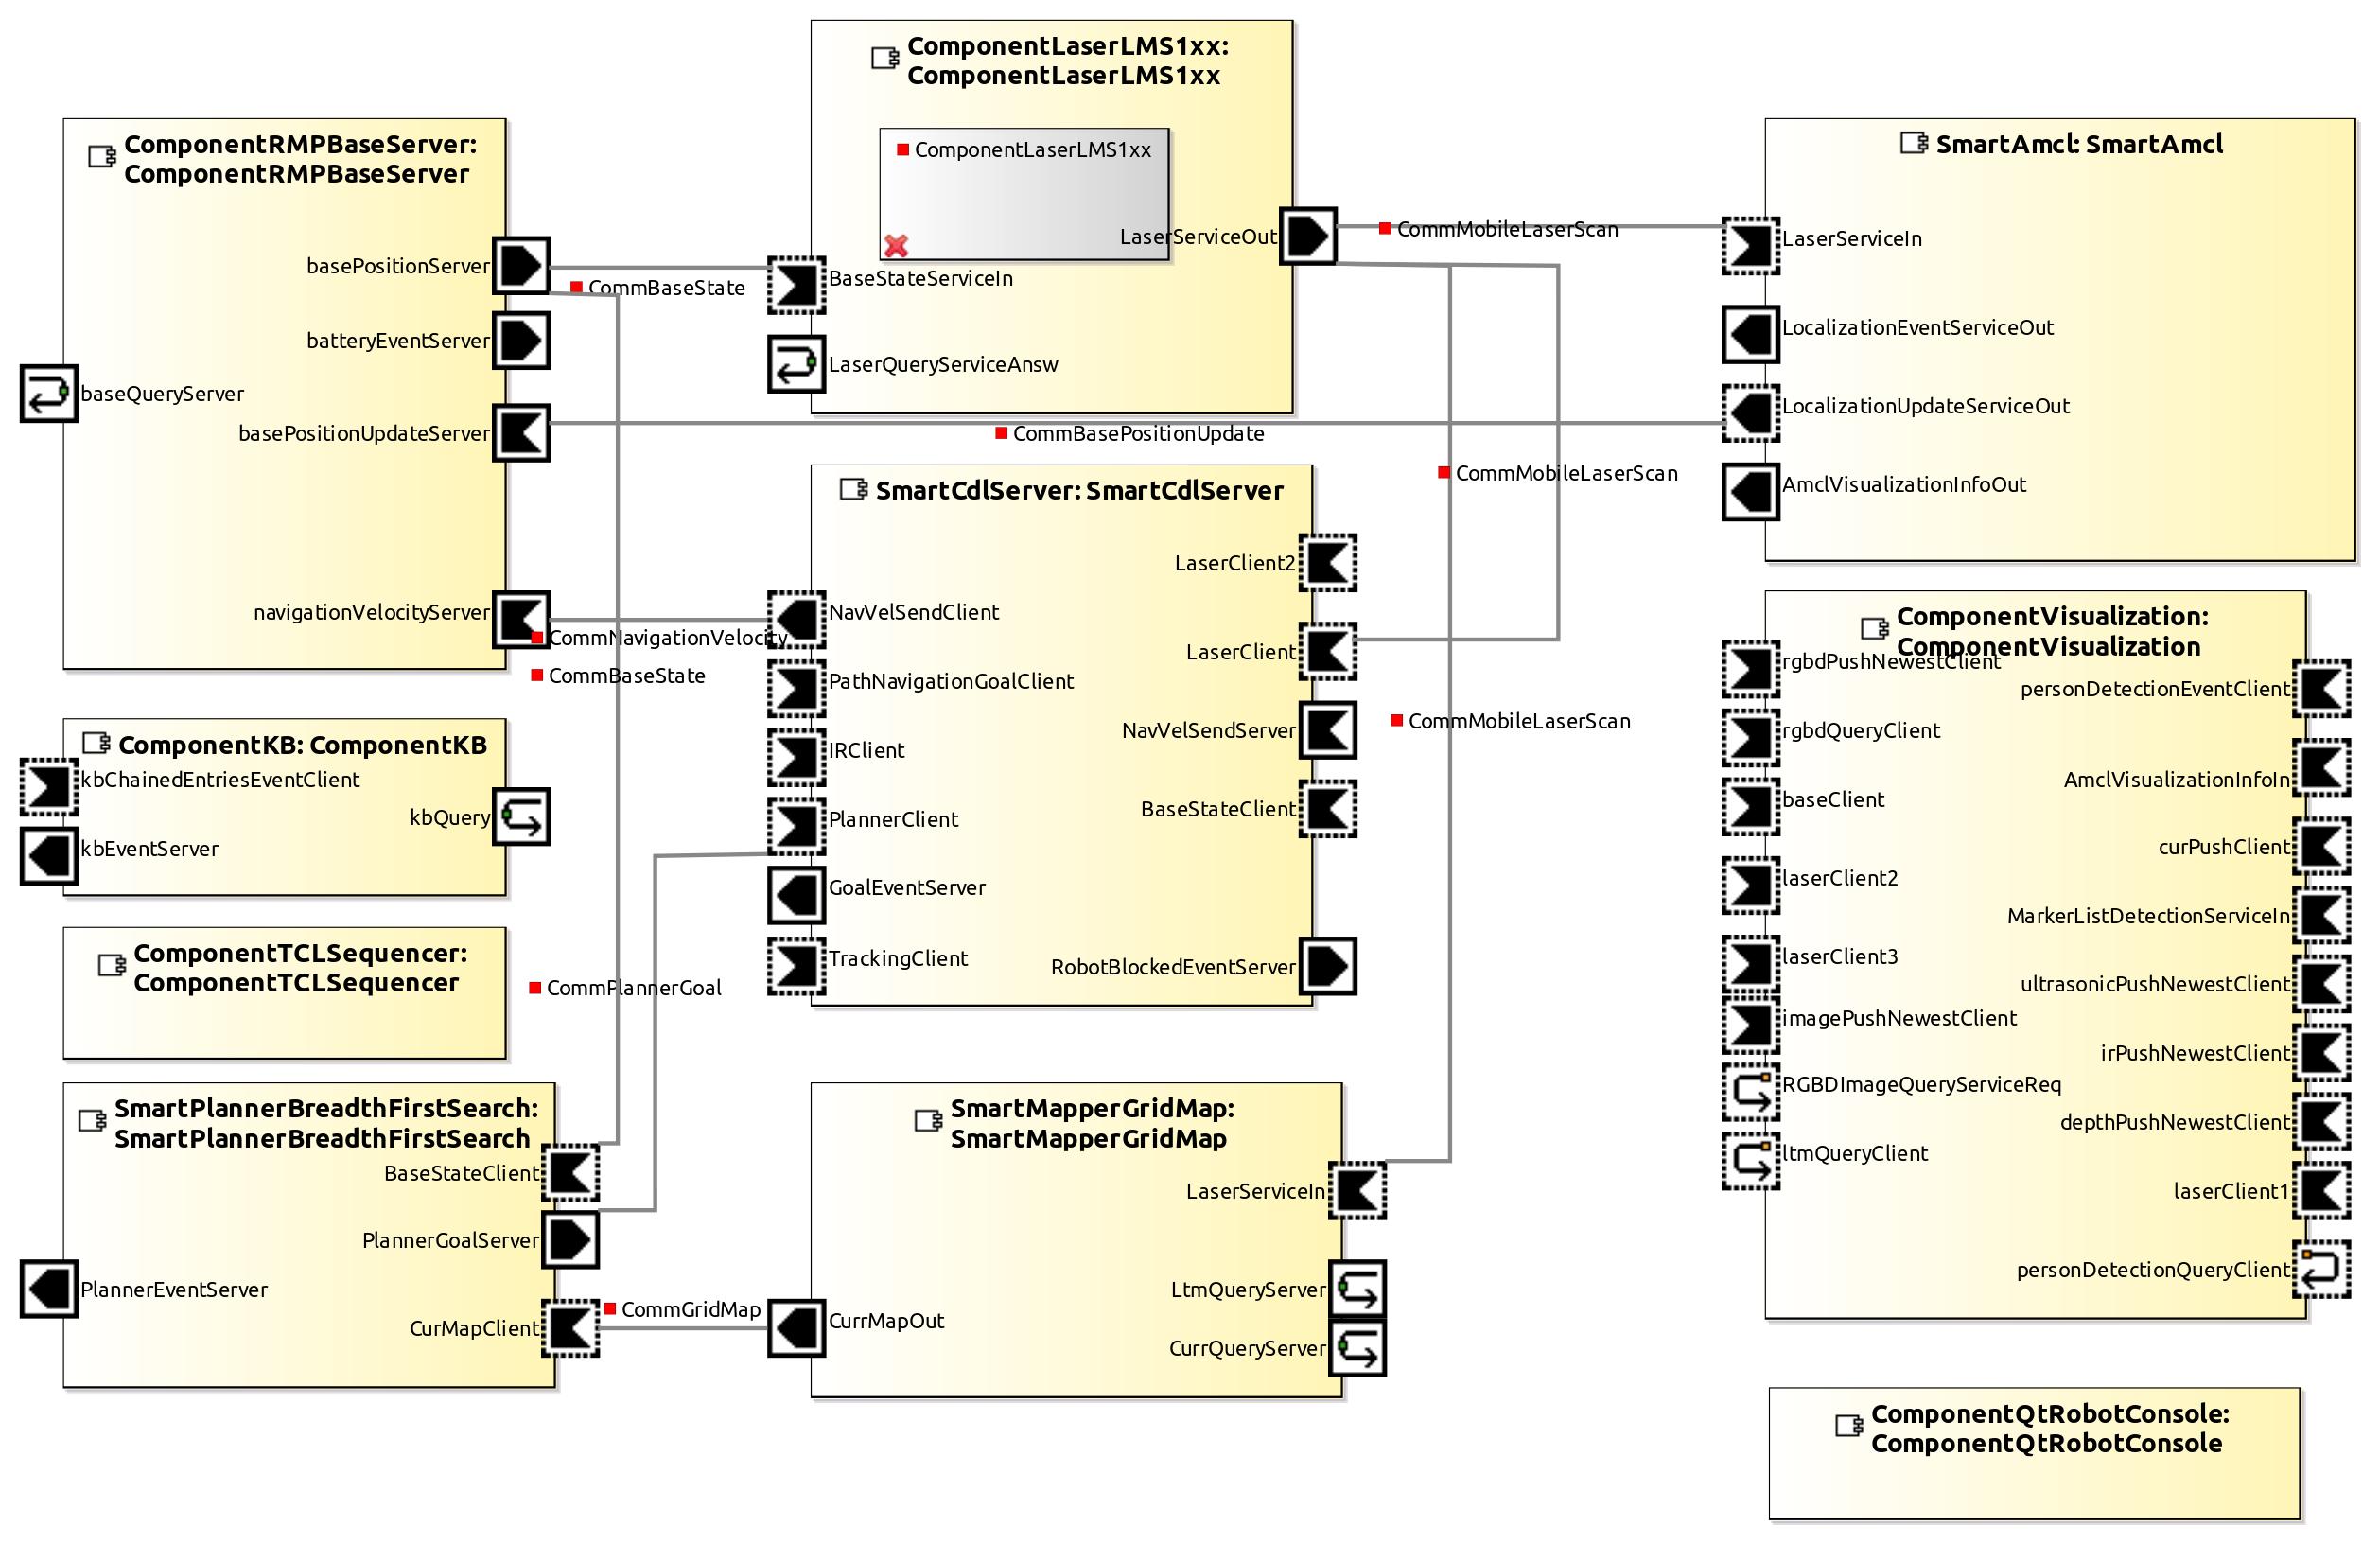 ComponentLaserLMS1xx:
ComponentLaserLMS1xx
ComponentLaserLMS1xx
LaserServiceOut
BaseStateServiceIn
LaserQueryServiceAnsw
ComponentRMPBaseServer:
ComponentRMPBaseServer
basePositionServer
batteryEventServer
baseQueryServer
basePositionUpdateServer
navigationVelocityServer
CommBaseState
CommMobileLaserScan
SmartAmcl: SmartAmcl
LaserServiceIn
LocalizationEventServiceOut
LocalizationUpdateServiceOut
AmclVisualizationInfoOut
CommBasePositionUpdate
CommMobileLaserScan
SmartCdlServer: SmartCdlServer
LaserClient2
NavVelSendClient
LaserClient
PathNavigationGoalClient
NavVelSendServer
IRClient
BaseStateClient
PlannerClient
GoalEventServer
TrackingClient
RobotBlockedEventServer
CommNavigationVelocity
CommBaseState
CommMobileLaserScan
ComponentVisualization:
ComponentVisualization
rgbdPushNewestClient
personDetectionEventClient
rgbdQueryClient
AmclVisualizationInfoIn
baseClient
curPushClient
laserClient2
MarkerListDetectionServiceIn
laserClient3
ultrasonicPushNewestClient
imagePushNewestClient
irPushNewestClient
RGBDImageQueryServiceReq
depthPushNewestClient
ltmQueryClient
laserClient1
personDetectionQueryClient
ComponentKB: ComponentKB
kbChainedEntriesEventClient
kbQuery
kbEventServer
ComponentTCLSequencer:
ComponentTCLSequencer
CommPlannerGoal
SmartPlannerBreadthFirstSearch:
SmartPlannerBreadthFirstSearch
BaseStateClient
PlannerGoalServer
PlannerEventServer
CurMapClient
CommGridMap
SmartMapperGridMap:
SmartMapperGridMap
LaserServiceIn
LtmQueryServer
CurrMapOut
CurrQueryServer
ComponentQtRobotConsole:
ComponentQtRobotConsole